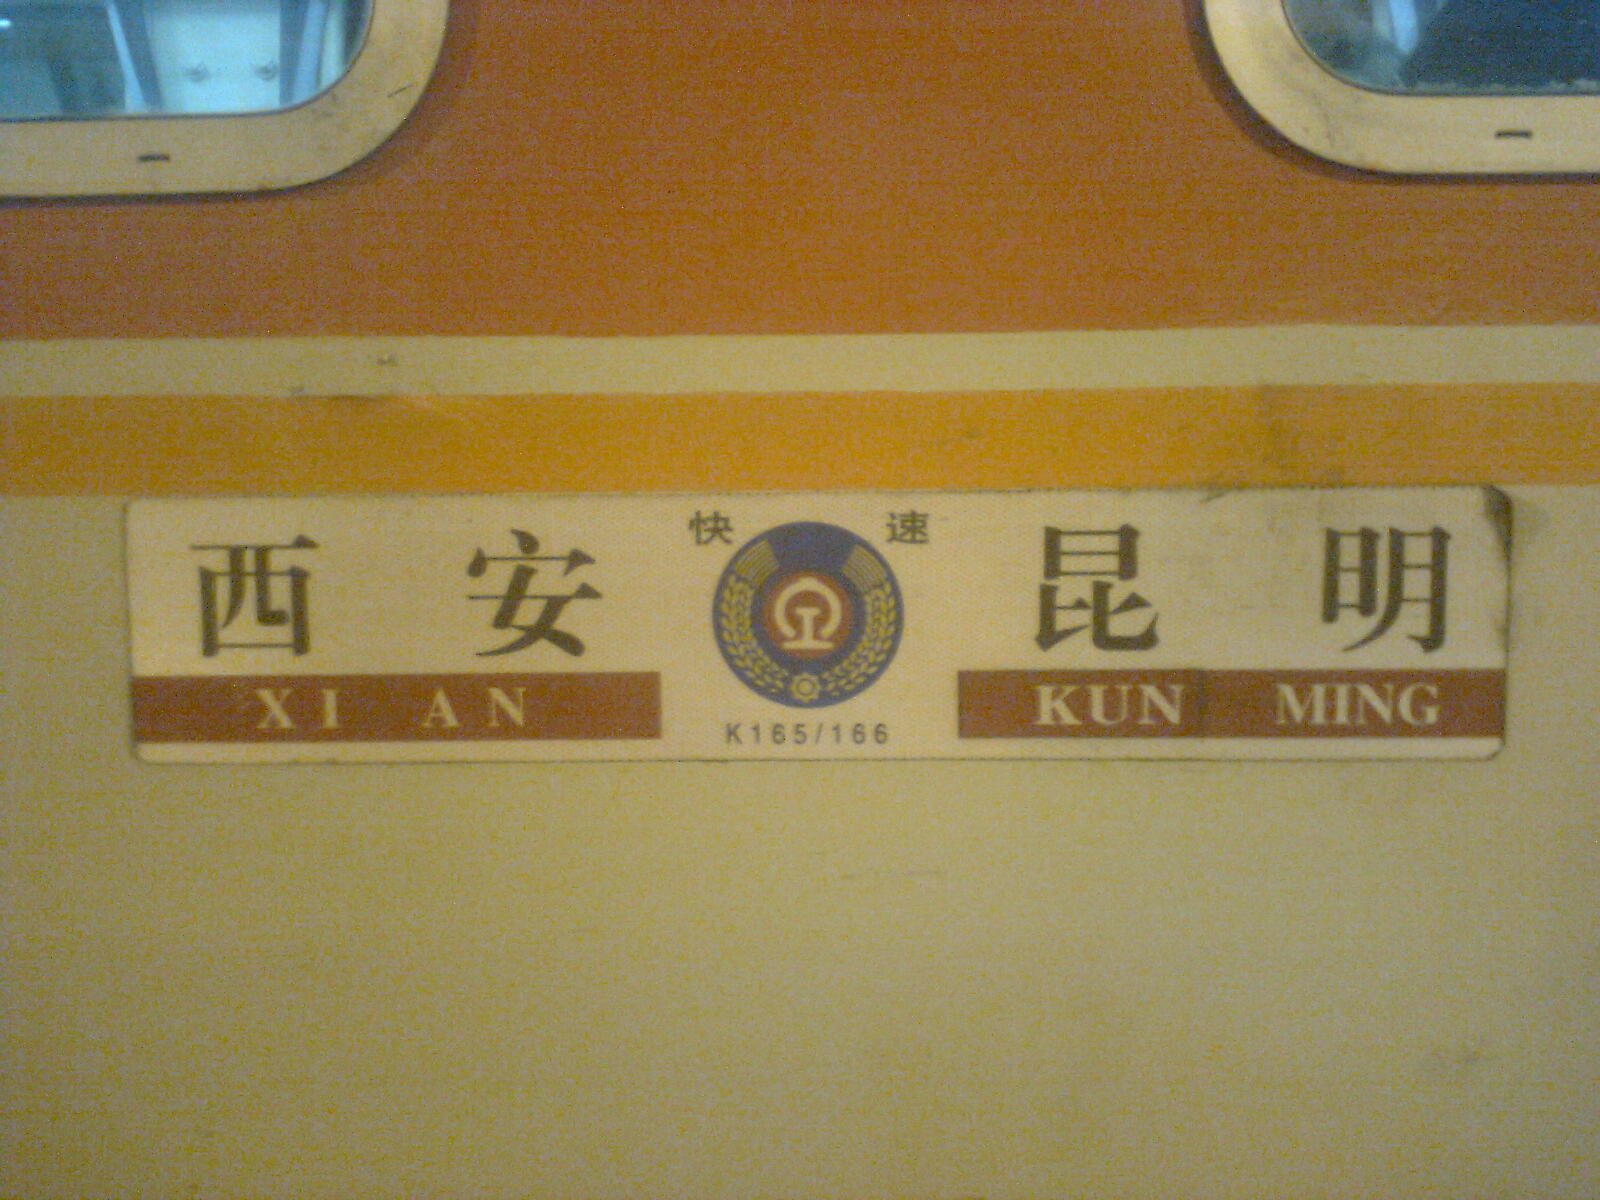 快 速
西 安 昆 明
XI AN KUN MING
K165/166